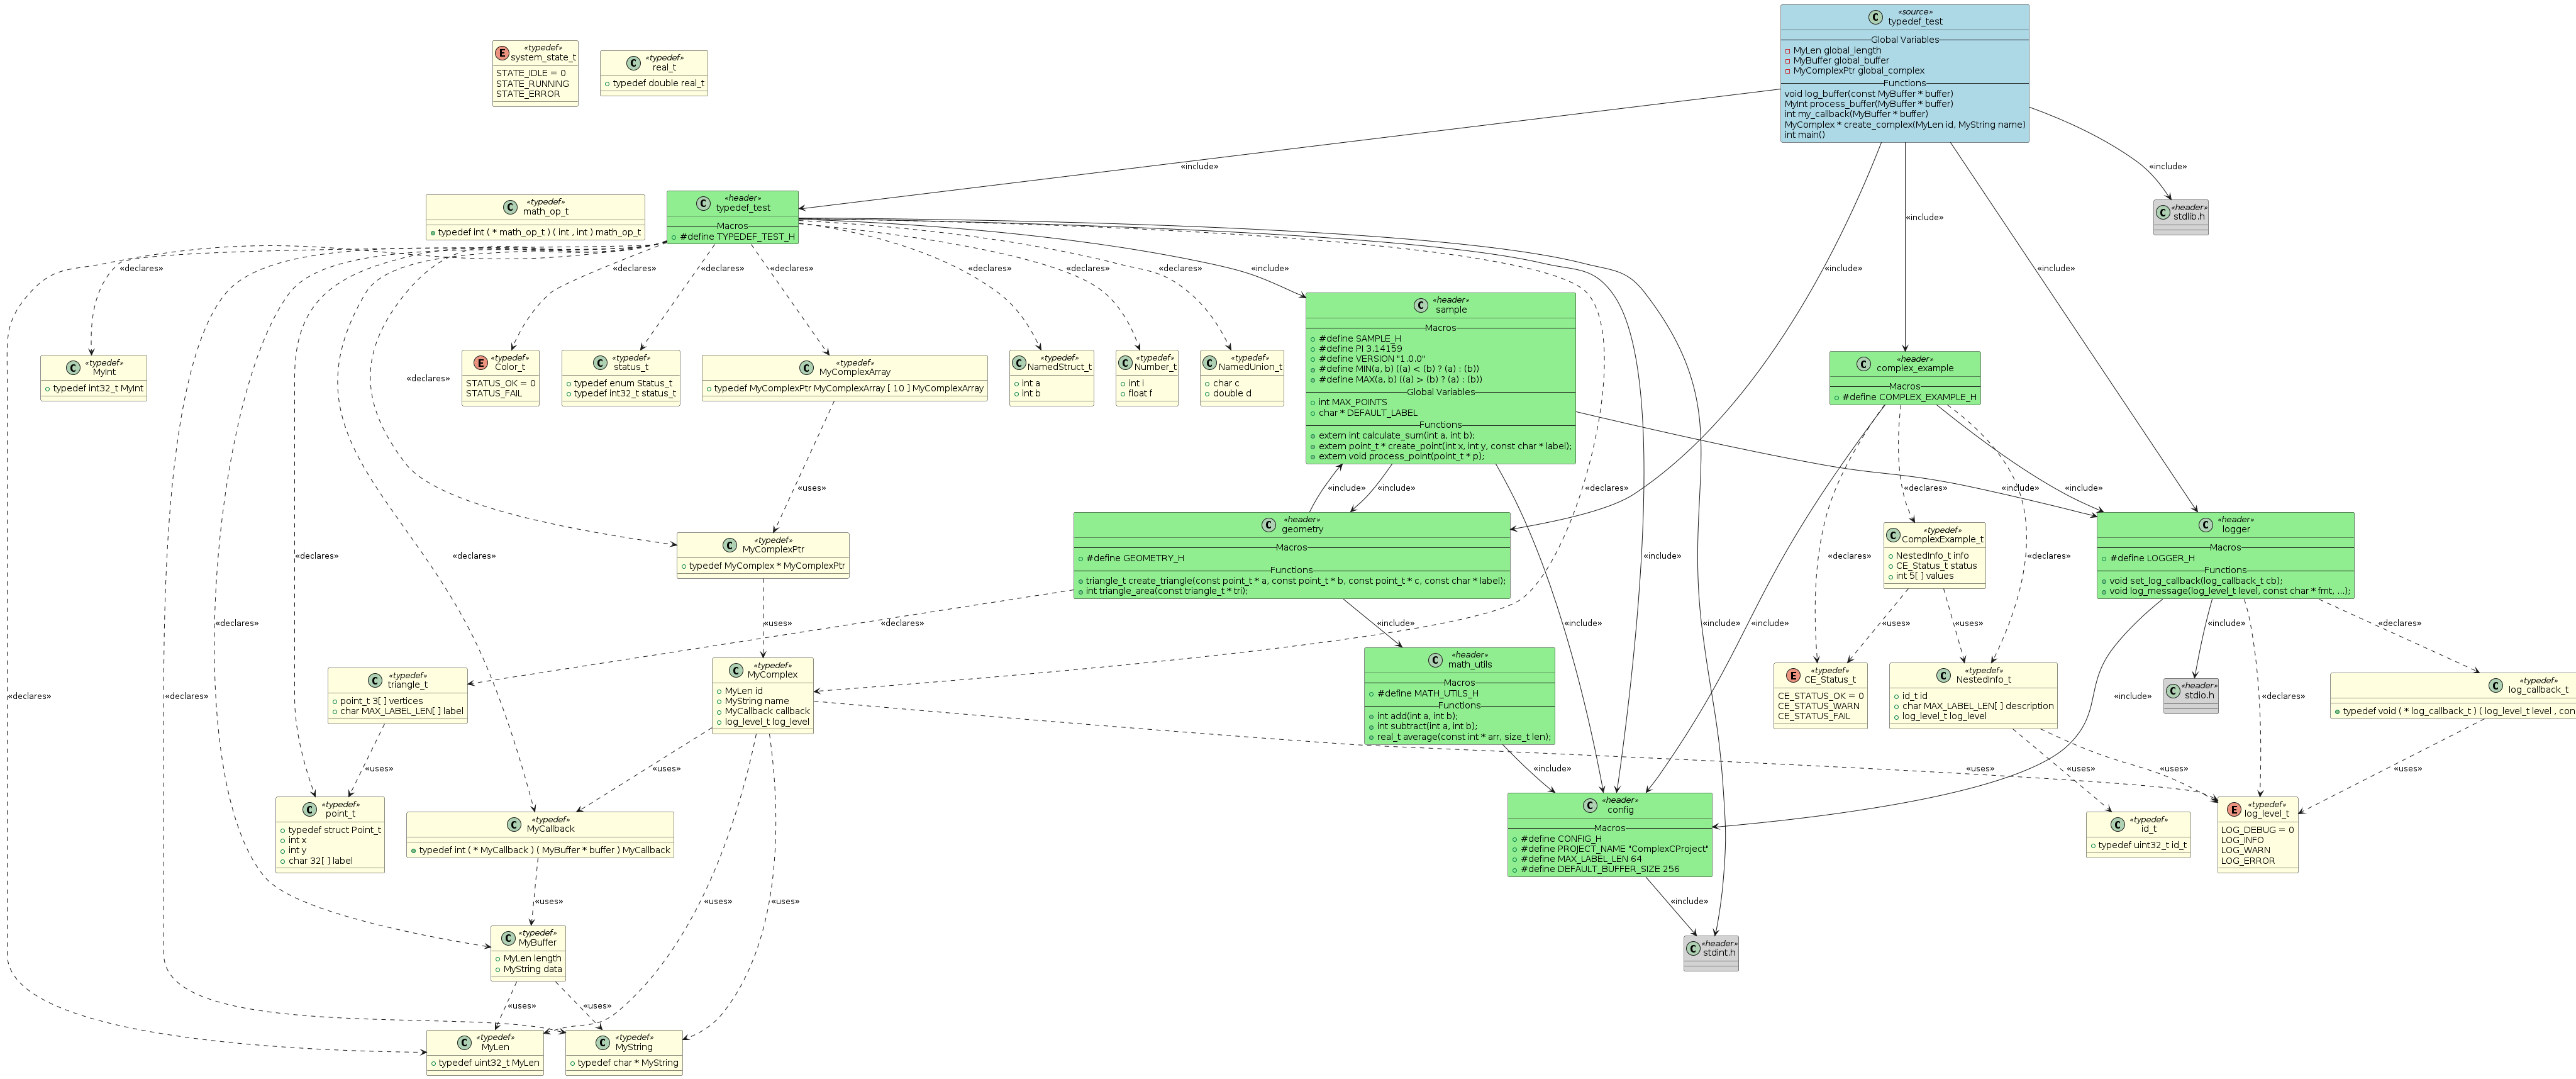 C «source»
typedef_test
Global Variables
MyLen global_length
MyBuffer global_buffer
MyComplexPtr global_complex
Functions
void log_buffer(const MyBuffer * buffer)
MyInt process_buffer(MyBuffer * buffer)
int my_callback(MyBuffer * buffer)
MyComplex * create_complex(MyLen id, MyString name)
int main()
E «typedef»
system_state_t
STATE_IDLE = 0
STATE_RUNNING
STATE_ERROR
C «typedef»
real_t
typedef double real_t
«include»
«include»
C «typedef»
math_op_t
typedef int ( * math_op_t ) ( int , int ) math_op_t
C «header»
typedef_test
Macros
#define TYPEDEF_TEST_H
C «header»
stdlib.h
«include»
«declares»
«declares»
«declares»
«declares»
«declares»
«declares»
«declares»
«include»
«include»
«include»
C «typedef»
MyInt
typedef int32_t MyInt
«declares»
E «typedef»
Color_t
STATUS_OK = 0
STATUS_FAIL
C «typedef»
status_t
typedef enum Status_t
typedef int32_t status_t
C «typedef»
MyComplexArray
typedef MyComplexPtr MyComplexArray [ 10 ] MyComplexArray
C «typedef»
NamedStruct_t
int a
int b
C «typedef»
Number_t
int i
float f
C «typedef»
NamedUnion_t
char c
double d
C «header»
sample
Macros
#define SAMPLE_H
#define PI 3.14159
#define VERSION "1.0.0"
#define MIN(a, b) ((a) < (b) ? (a) : (b))
#define MAX(a, b) ((a) > (b) ? (a) : (b))
Global Variables
int MAX_POINTS
char * DEFAULT_LABEL
Functions
extern int calculate_sum(int a, int b);
extern point_t * create_point(int x, int y, const char * label);
extern void process_point(point_t * p);
C «header»
complex_example
Macros
#define COMPLEX_EXAMPLE_H
«uses»
«include»
«include»
«declares»
«declares»
«include»
«include»
«declares»
«declares»
C «typedef»
MyComplexPtr
typedef MyComplex * MyComplexPtr
C «header»
geometry
Macros
#define GEOMETRY_H
Functions
triangle_t create_triangle(const point_t * a, const point_t * b, const point_t * c, const char * label);
int triangle_area(const triangle_t * tri);
«include»
«declares»
C «typedef»
ComplexExample_t
NestedInfo_t info
CE_Status_t status
int 5[ ] values
«declares»
C «header»
logger
Macros
#define LOGGER_H
Functions
void set_log_callback(log_callback_t cb);
void log_message(log_level_t level, const char * fmt, ...);
«declares»
«uses»
«declares»
«include»
«include»
«include»
«include»
«uses»
«uses»
«include»
«declares»
«declares»
C «typedef»
triangle_t
point_t 3[ ] vertices
char MAX_LABEL_LEN[ ] label
«declares»
C «typedef»
MyComplex
MyLen id
MyString name
MyCallback callback
log_level_t log_level
C «header»
math_utils
Macros
#define MATH_UTILS_H
Functions
int add(int a, int b);
int subtract(int a, int b);
real_t average(const int * arr, size_t len);
E «typedef»
CE_Status_t
CE_STATUS_OK = 0
CE_STATUS_WARN
CE_STATUS_FAIL
C «typedef»
NestedInfo_t
id_t id
char MAX_LABEL_LEN[ ] description
log_level_t log_level
«include»
C «header»
stdio.h
«declares»
C «typedef»
log_callback_t
typedef void ( * log_callback_t ) ( log_level_t level , con
«declares»
«uses»
«uses»
«include»
«uses»
«uses»
«uses»
«uses»
C «typedef»
point_t
typedef struct Point_t
int x
int y
char 32[ ] label
C «typedef»
MyCallback
typedef int ( * MyCallback ) ( MyBuffer * buffer ) MyCallback
C «header»
config
Macros
#define CONFIG_H
#define PROJECT_NAME "ComplexCProject"
#define MAX_LABEL_LEN 64
#define DEFAULT_BUFFER_SIZE 256
C «typedef»
id_t
typedef uint32_t id_t
E «typedef»
log_level_t
LOG_DEBUG = 0
LOG_INFO
LOG_WARN
LOG_ERROR
«uses»
«uses»
«uses»
«include»
C «typedef»
MyBuffer
MyLen length
MyString data
C «header»
stdint.h
«uses»
«uses»
C «typedef»
MyLen
typedef uint32_t MyLen
C «typedef»
MyString
typedef char * MyString